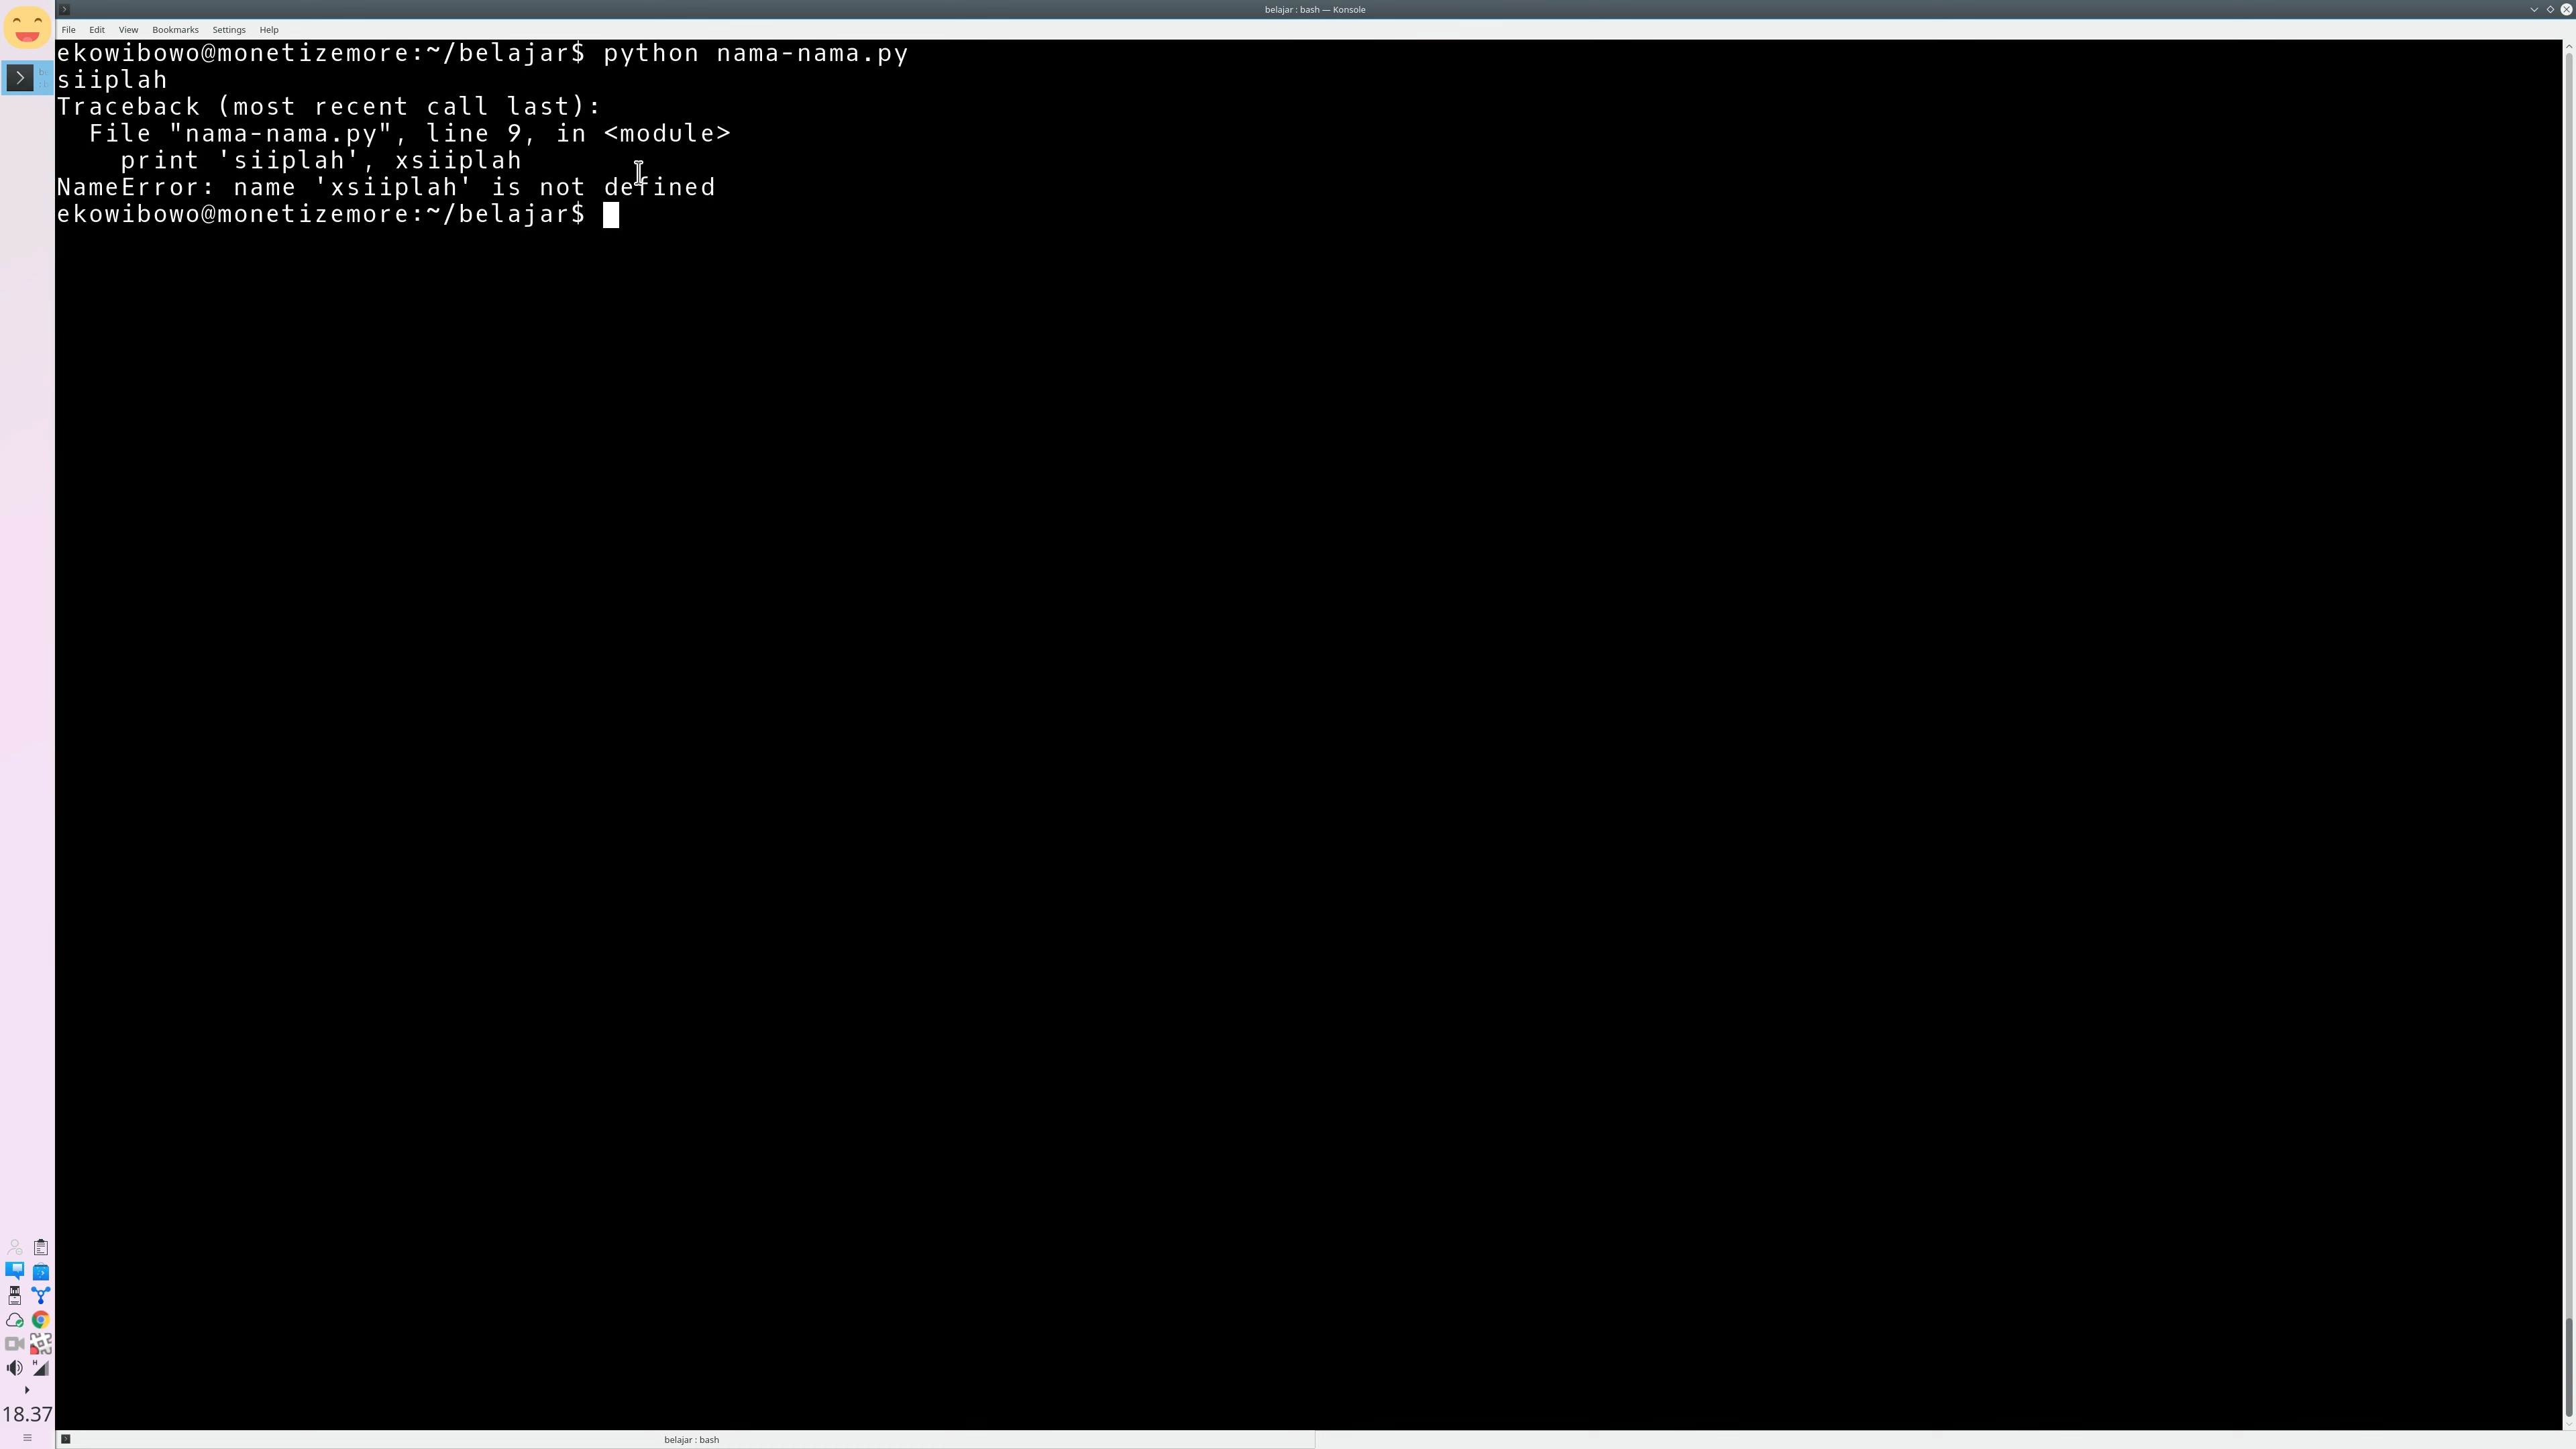 belajar : bash — Konsole
File Edit View Bookmarks Settings Help
ekowibowo@monetizemore:~/belajar$ python nama-nama.py
siiplah
Traceback (most recent call last):
  File "nama-nama.py", line 9, in <module>
    print 'siiplah', xsiiplah
NameError: name 'xsiiplah' is not defined
ekowibowo@monetizemore:~/belajar$
H
18.37
belajar : bash